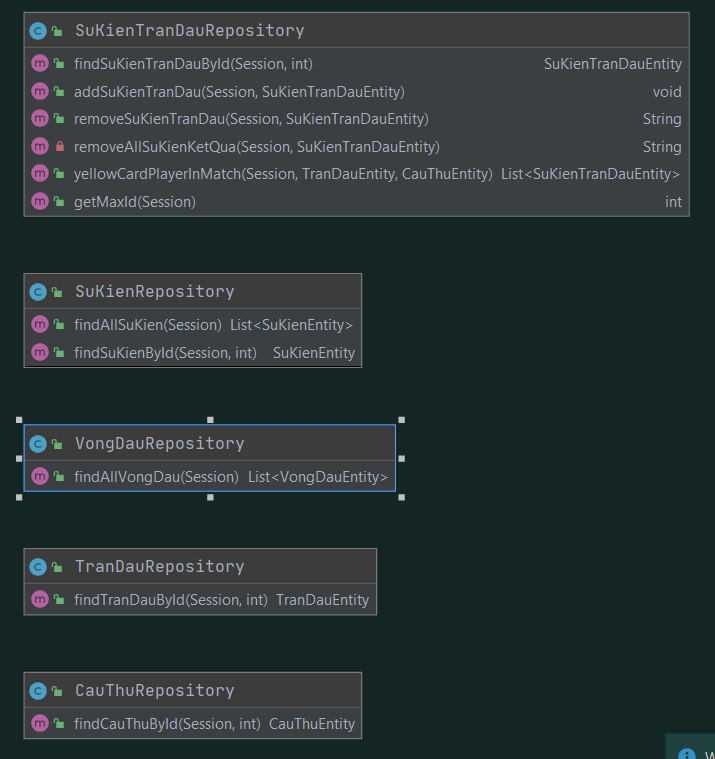 SuKienTranDauRepository
findSuKienTranDauById(Session, int) SuKienTranDauEntity
addSuKienTranDau(Session, SuKienTranDauEntity) void
removeSuKienTranDau(Session, SuKienTranDauEntity) String
removeAllSuKienKetQua(Session, SuKienTranDauEntity) String
yellowCardPlayerInMatch(Session, TranDauEntity, CauThuEntity) List<SuKienTranDauEntity>
getMaxId(Session) int
SuKienRepository
findAllSuKien(Session) List<SuKienEntity>
findSuKienById(Session, int) SuKienEntity
VongDauRepository
findAllVongDau(Session) List<VongDauEntity>
TranDauRepository
findTranDauById(Session, int) TranDauEntity
CauThuRepository
findCauThuById(Session, int) CauThuEntity